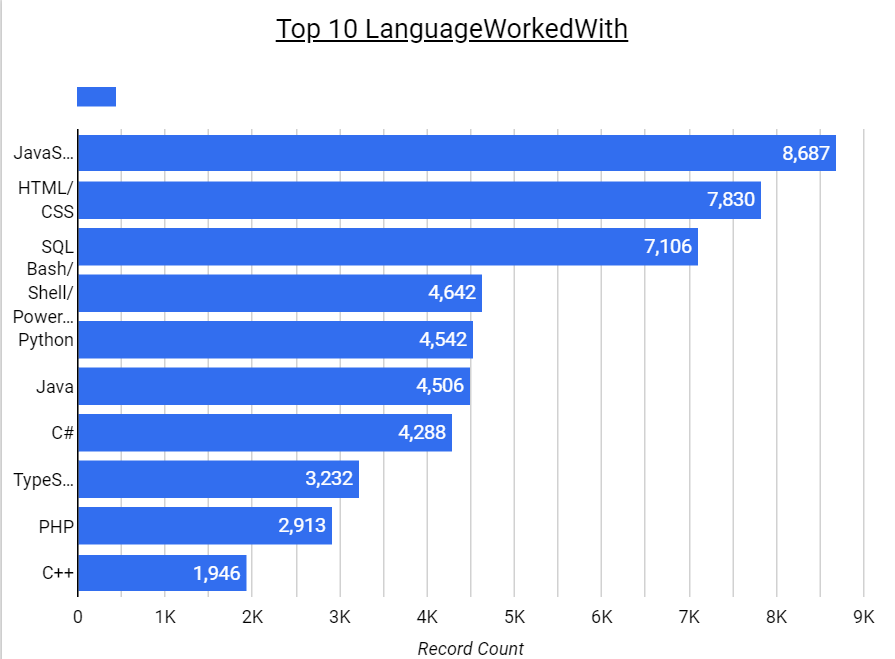 Top 10 LanguageWorkedWith
JavaS...
8,687
HTML/
CSS
7,830
SQL
7,106
Bash/
Shell/
Power...
4,642
Python
4,542
Java
4,506
C#
4,288
TypeS...
3,232
PHP
2,913
C++
1,946
0 1K 2K 3K 4K 5K 6K 7K 8K 9K
Record Count